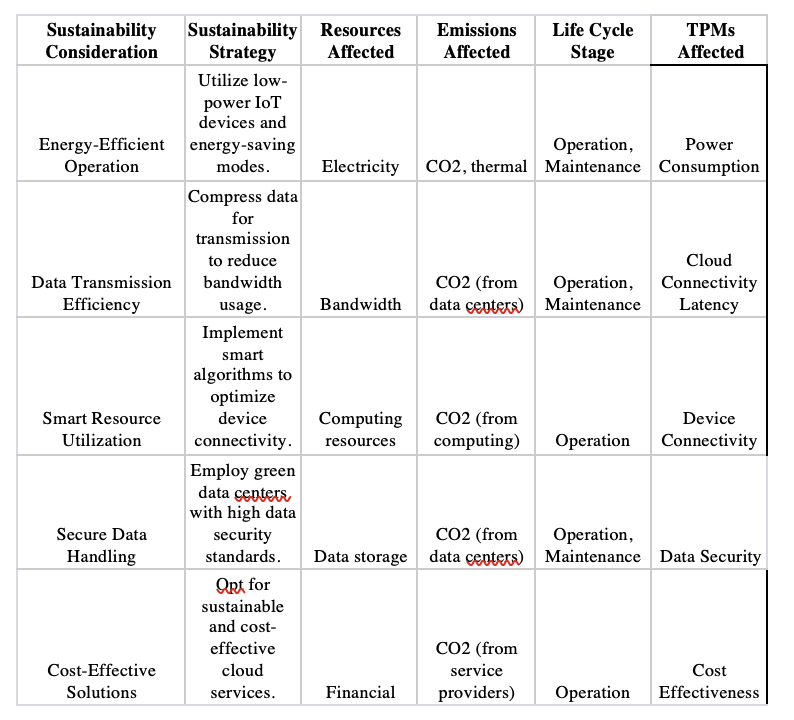 Sustainability Consideration | Sustainability Strategy | Resources Affected | Emissions Affected | Life Cycle Stage | TPMs Affected
Energy-Efficient Operation | Utilize low-power IoT devices and energy-saving modes. | Electricity | CO2, thermal | Operation, Maintenance | Power Consumption
Data Transmission Efficiency | Compress data for transmission to reduce bandwidth usage. | Bandwidth | CO2 (from data centers) | Operation, Maintenance | Cloud Connectivity Latency
Smart Resource Utilization | Implement smart algorithms to optimize device connectivity. | Computing resources | CO2 (from computing) | Operation | Device Connectivity
Secure Data Handling | Employ green data centers with high data security standards. | Data storage | CO2 (from data centers) | Operation, Maintenance | Data Security
Cost-Effective Solutions | Opt for sustainable and cost-effective cloud services. | Financial | CO2 (from service providers) | Operation | Cost Effectiveness